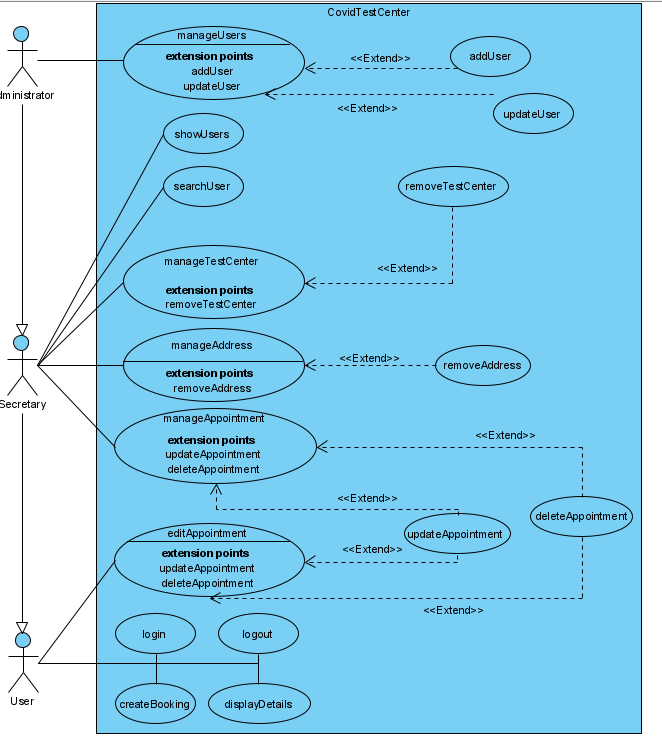 CovidTestCenter
manageUsers
extension points
addUser
updateUser
<<Extend>>
addUser
<<Extend>>
updateUser
dministrator
showUsers
searchUser
removeTestCenter
manageTestCenter
extension points
removeTestCenter
<<Extend>>
manageAddress
extension points
removeAddress
<<Extend>>
removeAddress
Secretary
manageAppointment
extension points
updateAppointment
deleteAppointment
<<Extend>>
<<Extend>>
deleteAppointment
updateAppointment
editAppointment
extension points
updateAppointment
deleteAppointment
<<Extend>>
<<Extend>>
login
logout
User
createBooking
displayDetails